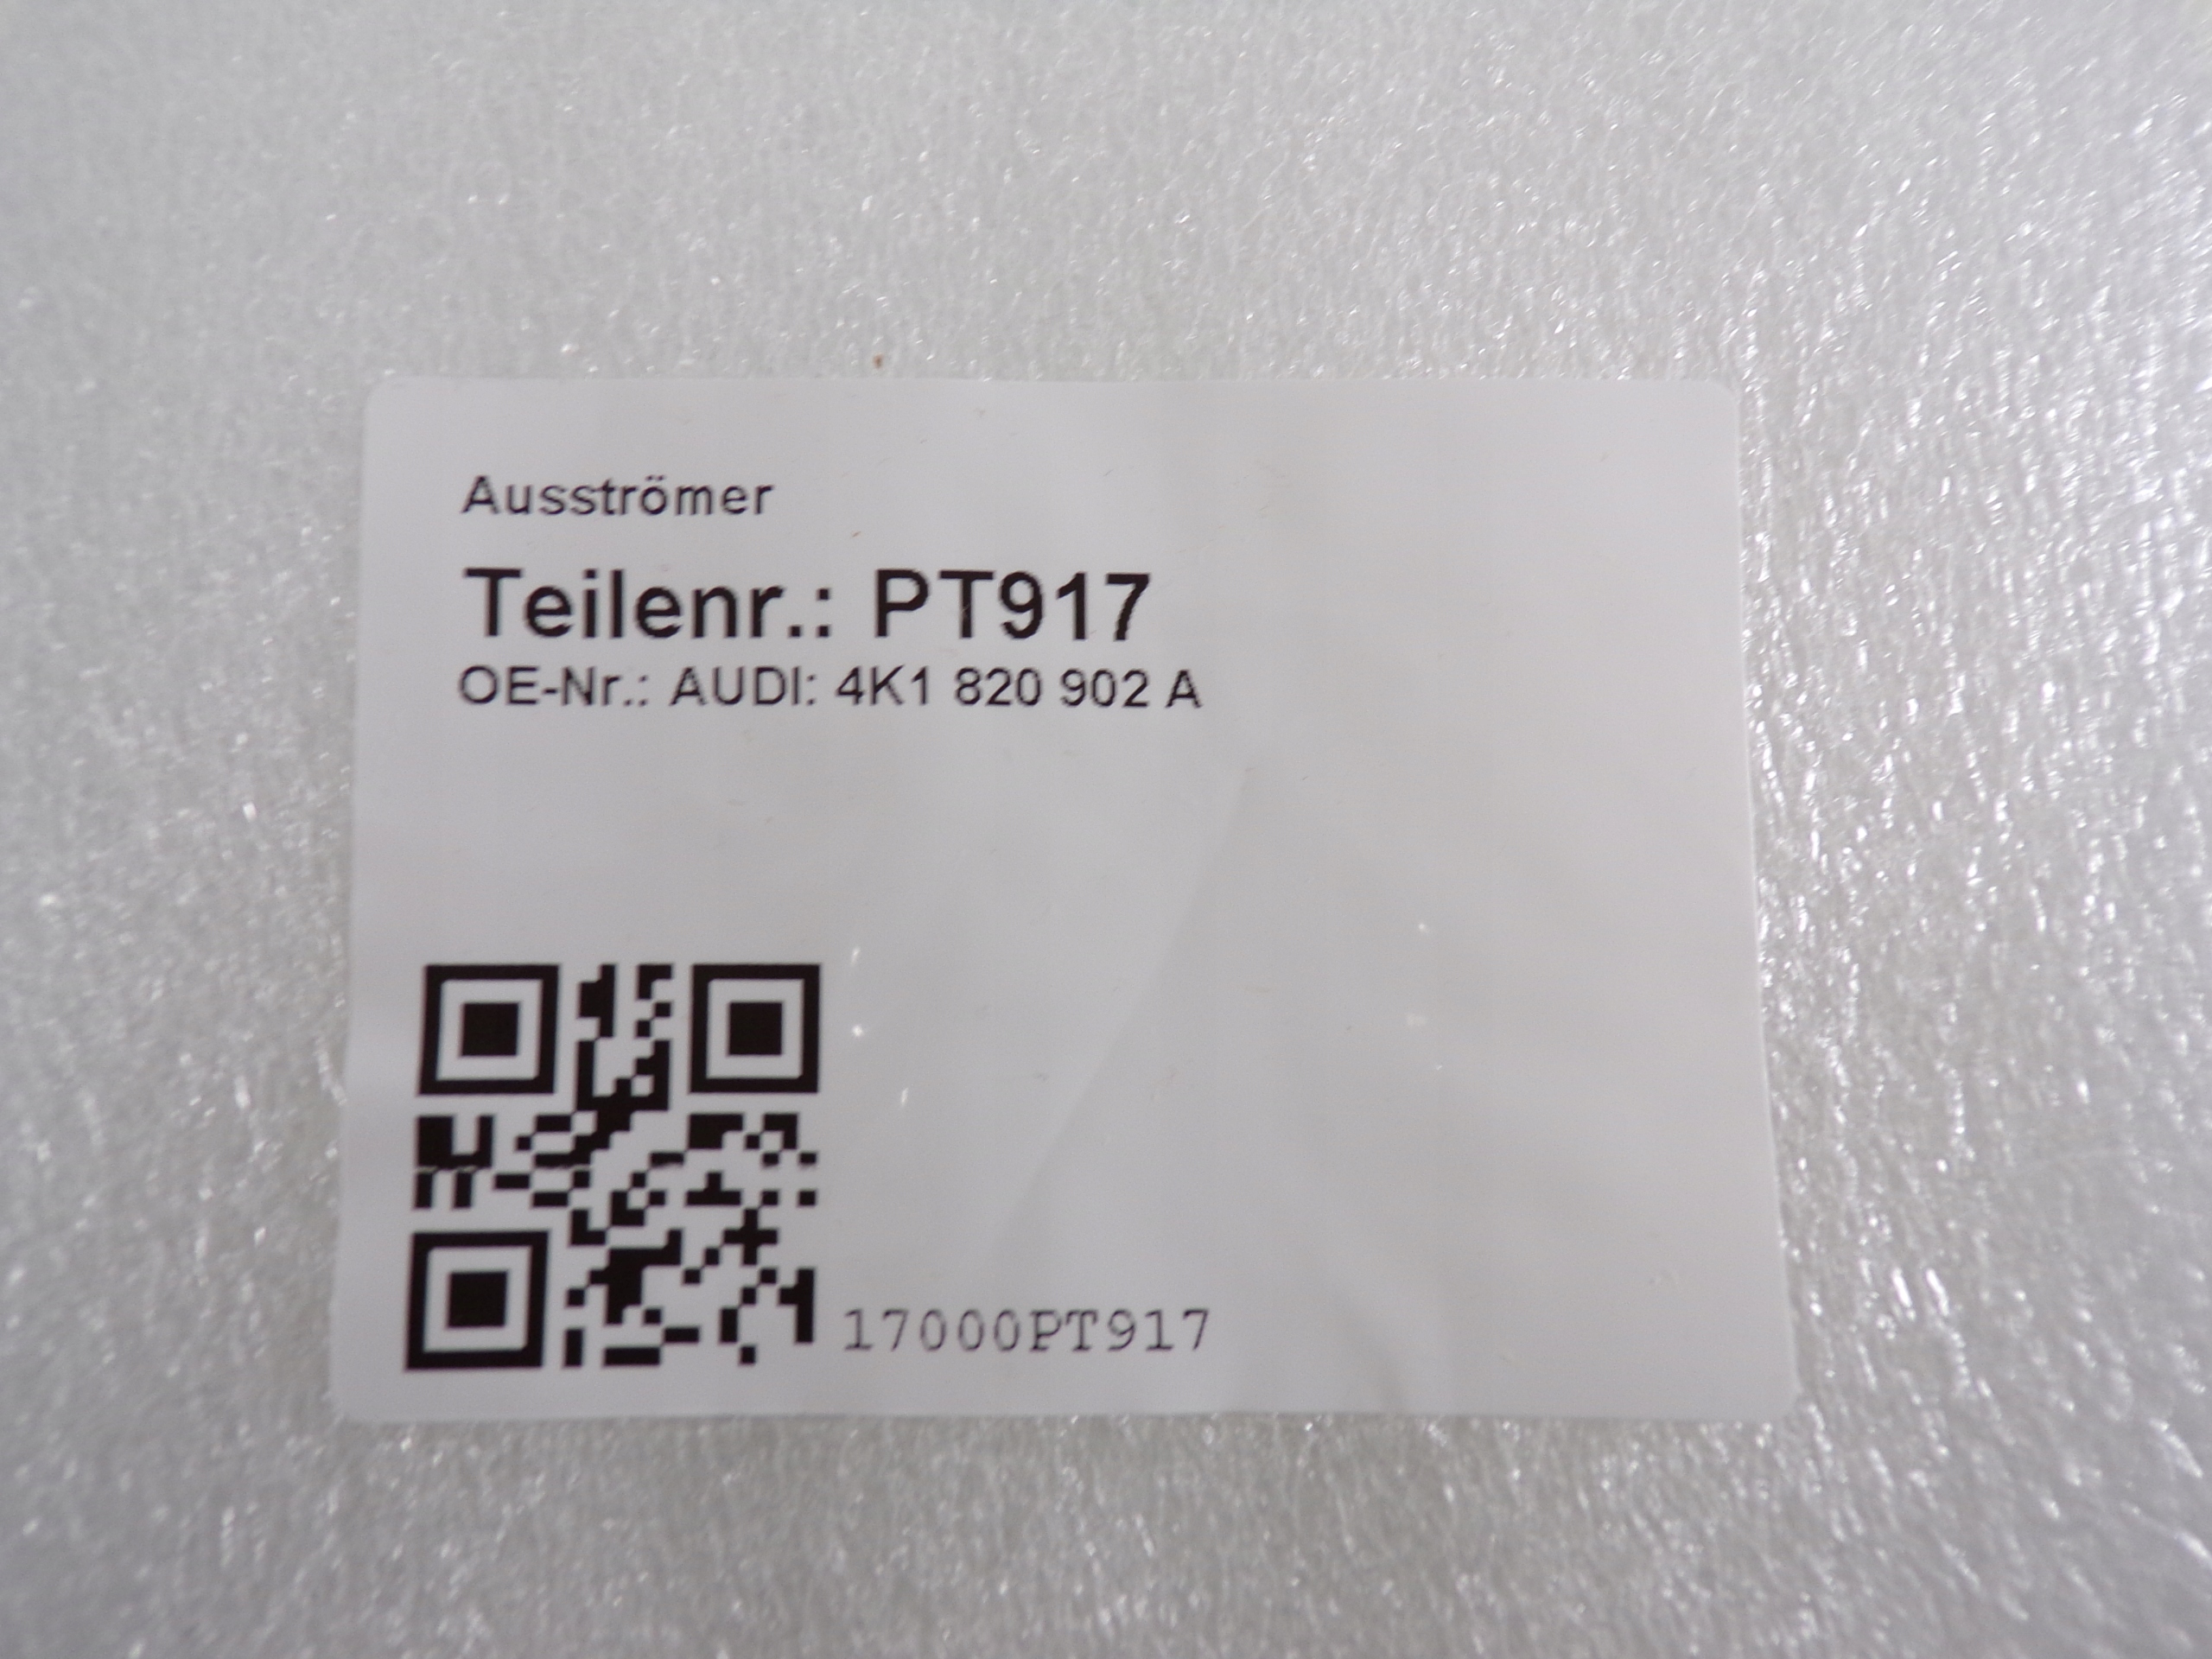 Ausströmer
Teilenr.: PT917
OE-Nr.: AUDI: 4K1 820 902 A
17000PT917